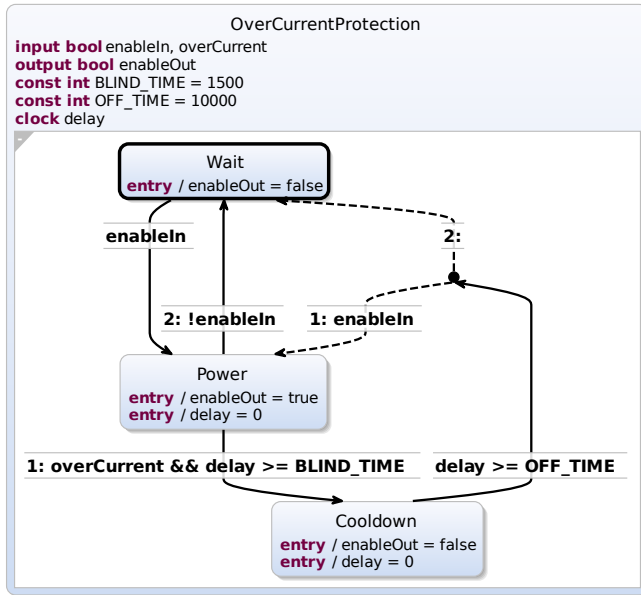 OverCurrentProtection
input bool enableIn, overCurrent
output bool enableOut
const int BLIND_TIME = 1500
const int OFF_TIME = 10000
clock delay
-
Wait
entry / enableOut = false
enableIn
2:
2: !enableIn
1: enableIn
Power
entry / enableOut = true
entry / delay = 0
1: overCurrent && delay >= BLIND_TIME
delay >= OFF_TIME
Cooldown
entry / enableOut = false
entry / delay = 0